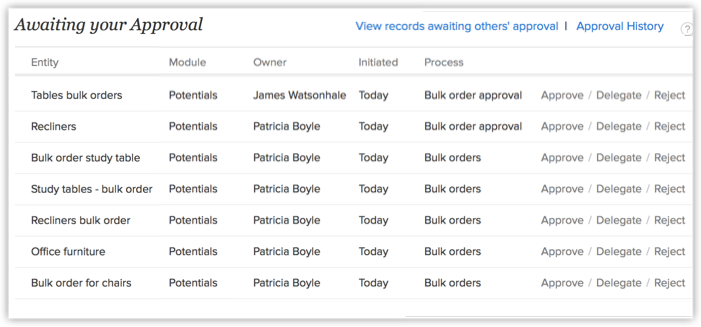 Awaiting your Approval View records awaiting others' approval | Approval History ?
Entity Module Owner Initiated Process
Tables bulk orders Potentials James Watsonhale Today Bulk order approval Approve / Delegate / Reject
Recliners Potentials Patricia Boyle Today Bulk order approval Approve / Delegate / Reject
Bulk order study table Potentials Patricia Boyle Today Bulk orders Approve / Delegate / Reject
Study tables - bulk order Potentials Patricia Boyle Today Bulk orders Approve / Delegate / Reject
Recliners bulk order Potentials Patricia Boyle Today Bulk orders Approve / Delegate / Reject
Office furniture Potentials Patricia Boyle Today Bulk orders Approve / Delegate / Reject
Bulk order for chairs Potentials Patricia Boyle Today Bulk orders Approve / Delegate / Reject